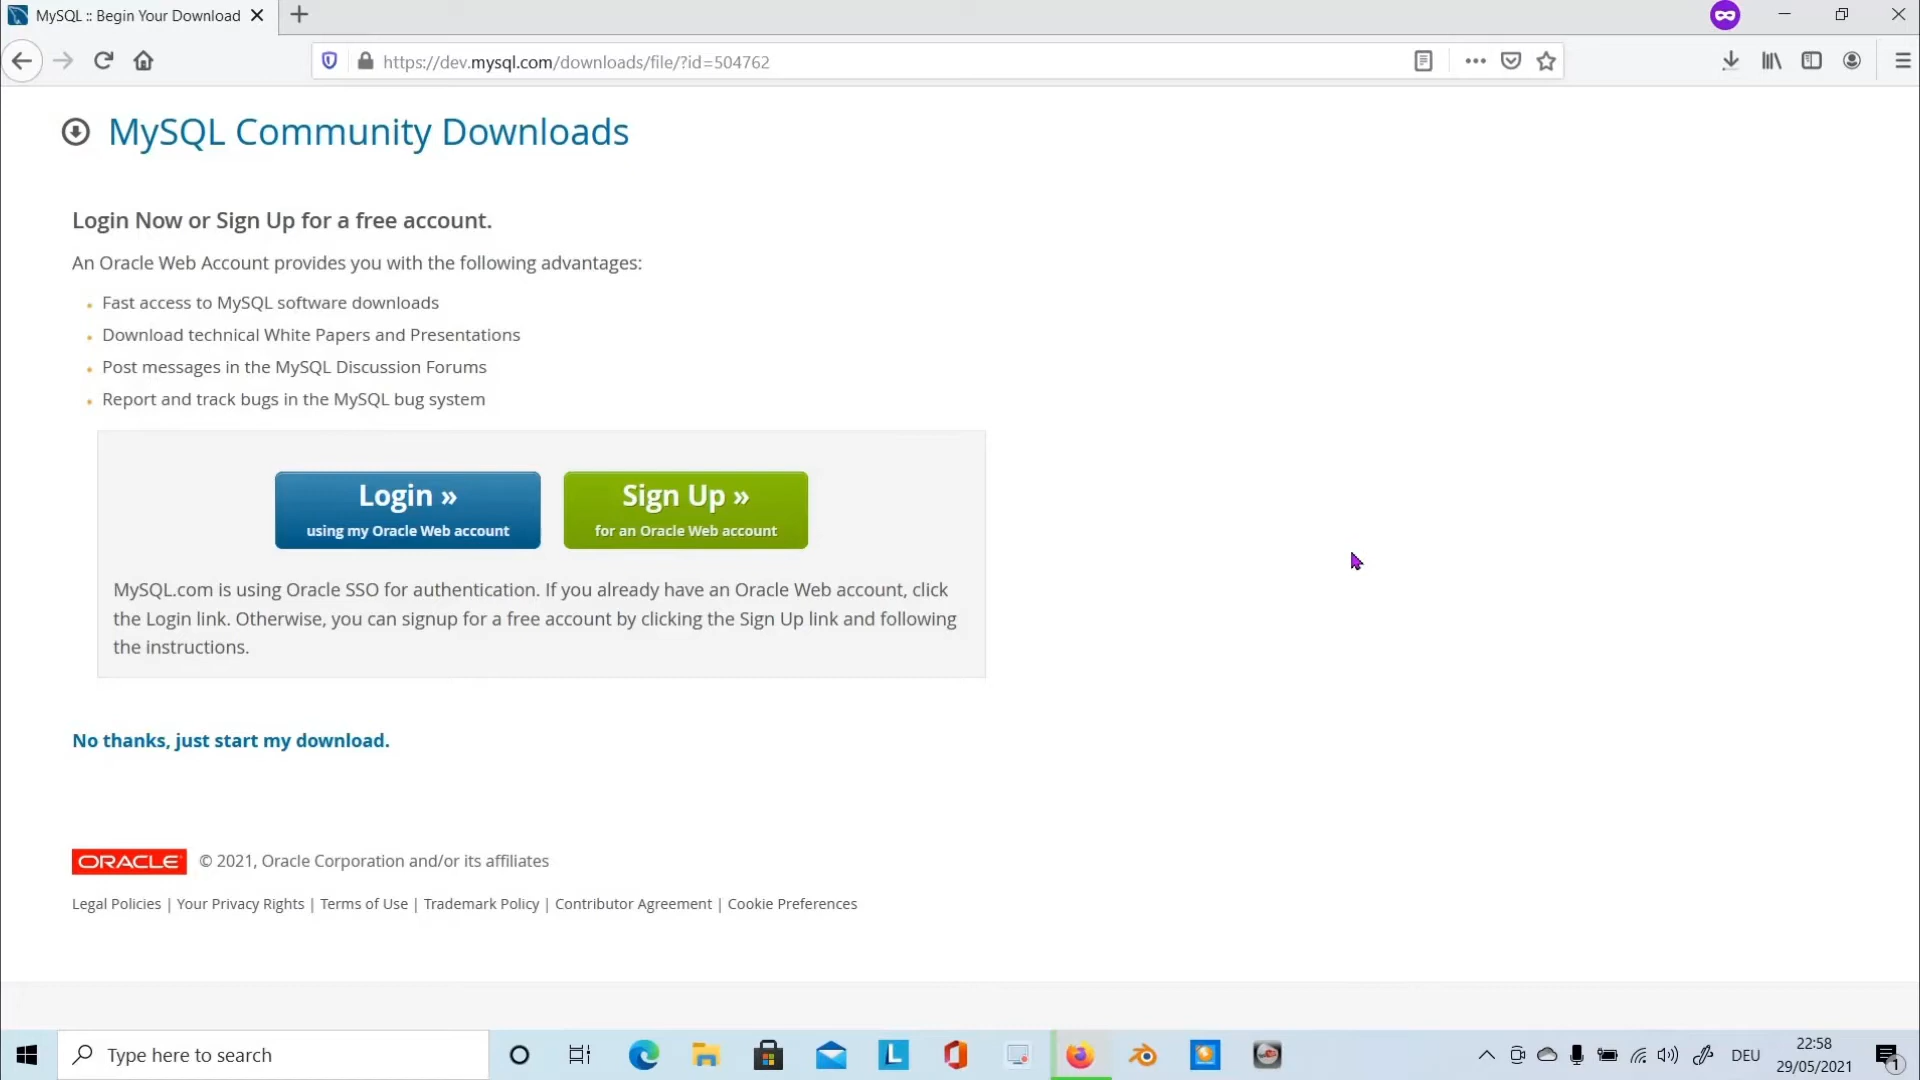 MySQL :: Begin Your Download
https://dev.mysql.com/downloads/file/?id=504762
MySQL Community Downloads
Login Now or Sign Up for a free account.
An Oracle Web Account provides you with the following advantages:
Fast access to MySQL software downloads
Download technical White Papers and Presentations
Post messages in the MySQL Discussion Forums
Report and track bugs in the MySQL bug system
Login »
using my Oracle Web account
Sign Up »
for an Oracle Web account
MySQL.com is using Oracle SSO for authentication. If you already have an Oracle Web account, click
the Login link. Otherwise, you can signup for a free account by clicking the Sign Up link and following
the instructions.
No thanks, just start my download.
ORACLE © 2021, Oracle Corporation and/or its affiliates
Legal Policies | Your Privacy Rights | Terms of Use | Trademark Policy | Contributor Agreement | Cookie Preferences
Type here to search
L
DEU
22:58
29/05/2021
1